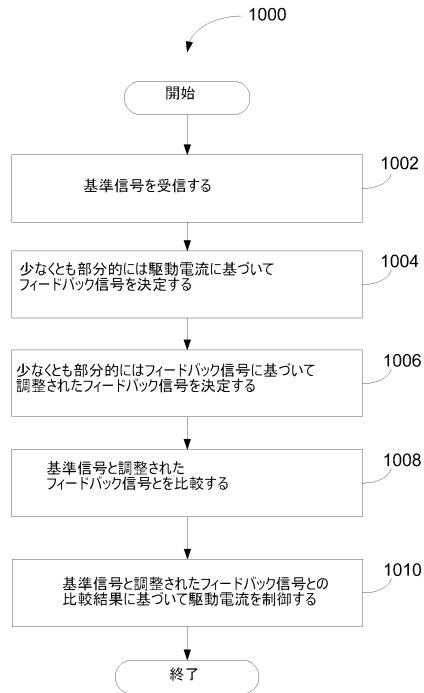 1000
開始
基準信号を受信する
1002
少なくとも部分的には駆動電流に基づいて
フィードバック信号を決定する
1004
少なくとも部分的にはフィードバック信号に基づいて
調整されたフィードバック信号を決定する
1006
基準信号と調整された
フィードバック信号とを比較する
1008
基準信号と調整されたフィードバック信号との
比較結果に基づいて駆動電流を制御する
1010
終了